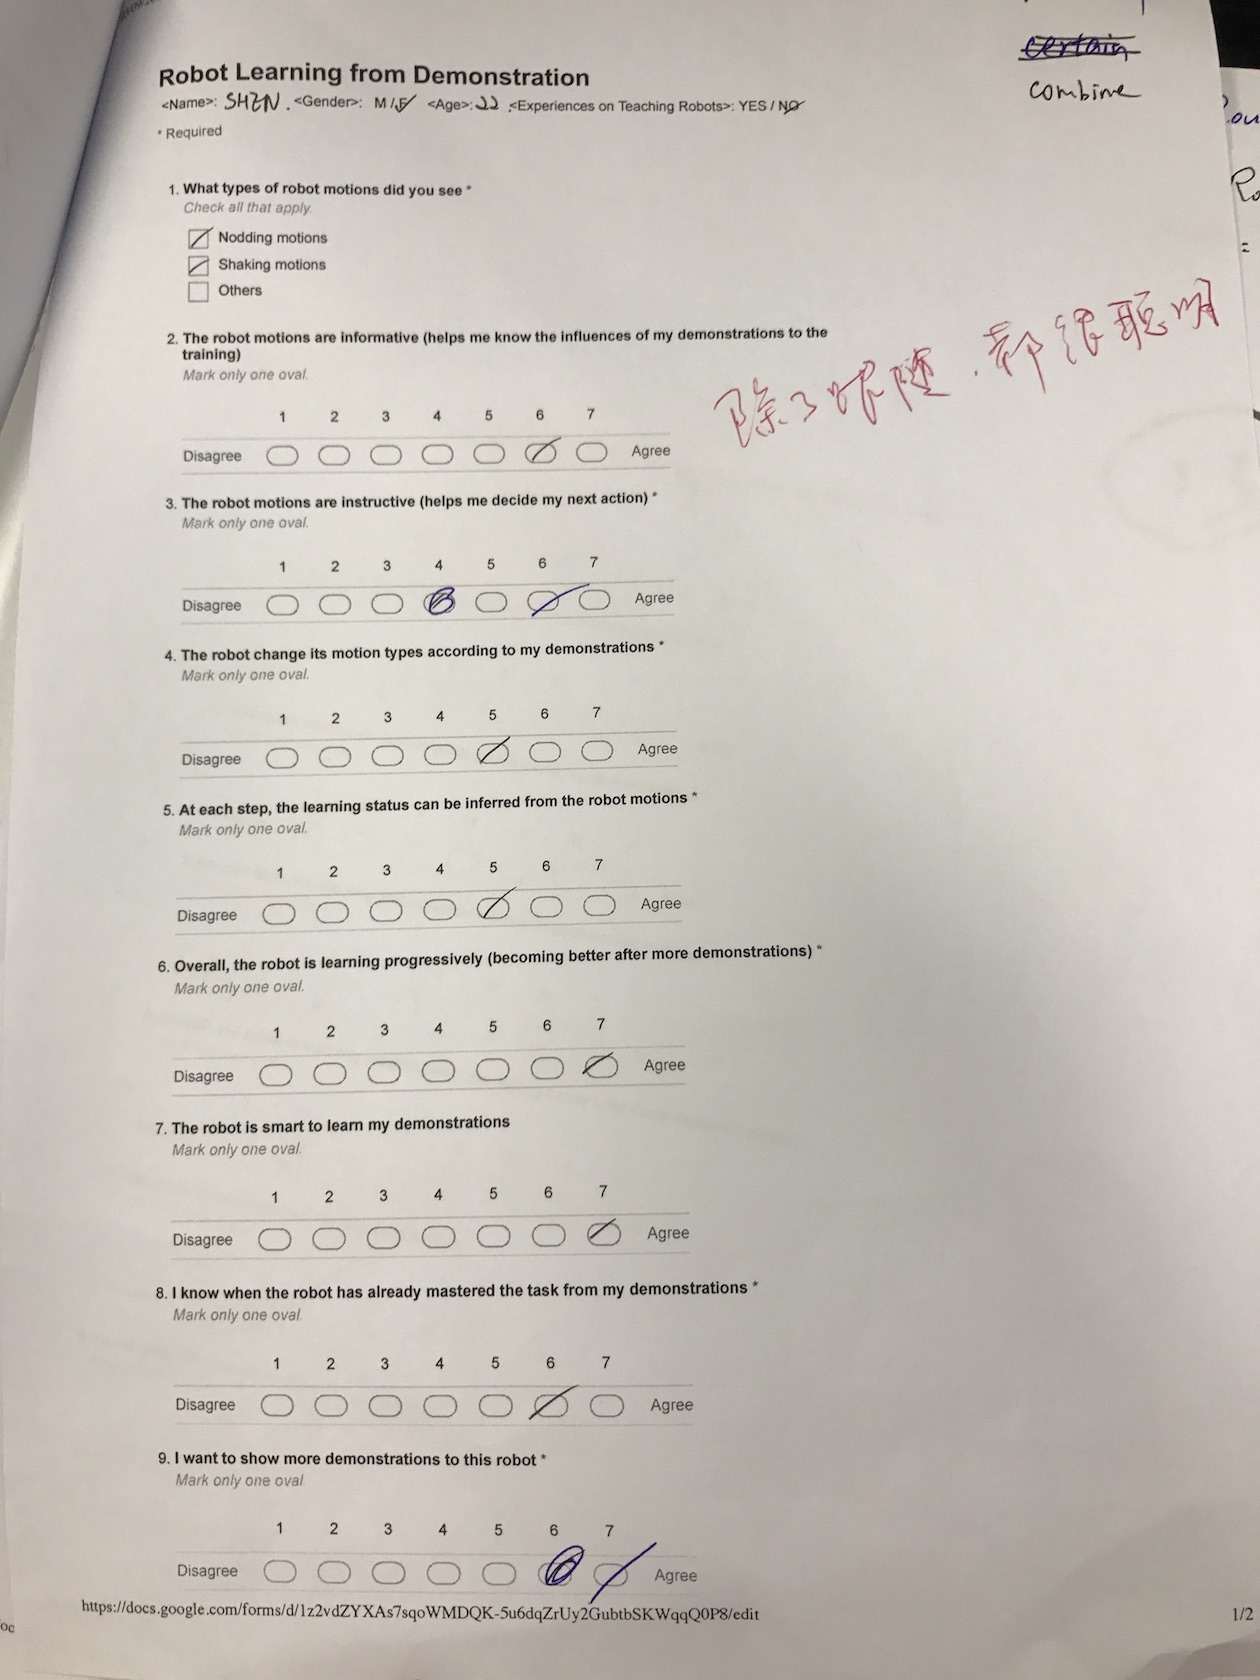 certain
combine
Robot Learning from Demonstration
<Name>: SHEN. <Gender>: M / F <Age>: 22 <Experiences on Teaching Robots>: YES / NO
* Required
1. What types of robot motions did you see *
Check all that apply.
Nodding motions
Shaking motions
Others
2. The robot motions are informative (helps me know the influences of my demonstrations to the
training)
Mark only one oval.
除了眼睛，都很聪明
1 2 3 4 5 6 7
Disagree Agree
3. The robot motions are instructive (helps me decide my next action) *
Mark only one oval.
1 2 3 4 5 6 7
Disagree Agree
4. The robot change its motion types according to my demonstrations *
Mark only one oval.
1 2 3 4 5 6 7
Disagree Agree
5. At each step, the learning status can be inferred from the robot motions *
Mark only one oval.
1 2 3 4 5 6 7
Disagree Agree
6. Overall, the robot is learning progressively (becoming better after more demonstrations) *
Mark only one oval.
1 2 3 4 5 6 7
Disagree Agree
7. The robot is smart to learn my demonstrations
Mark only one oval.
1 2 3 4 5 6 7
Disagree Agree
8. I know when the robot has already mastered the task from my demonstrations *
Mark only one oval.
1 2 3 4 5 6 7
Disagree Agree
9. I want to show more demonstrations to this robot *
Mark only one oval.
1 2 3 4 5 6 7
Disagree Agree
https://docs.google.com/forms/d/1z2vdZYXAs7sqoWMDQK-5u6dqZrUy2GubtbSKWqqQ0P8/edit 1/2